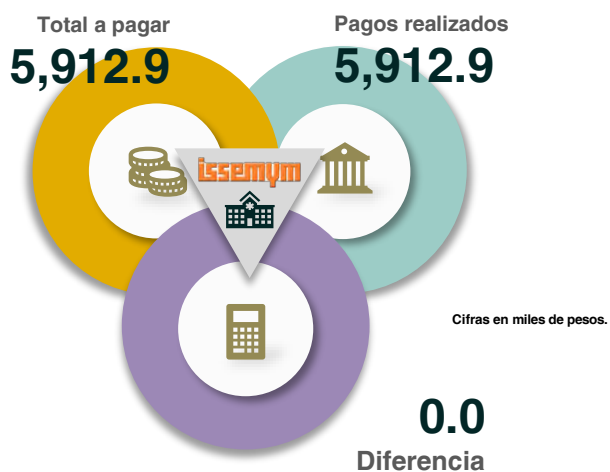 Total a pagar
5,912.9
Pagos realizados
5,912.9
issemym
Cifras en miles de pesos.
0.0
Diferencia